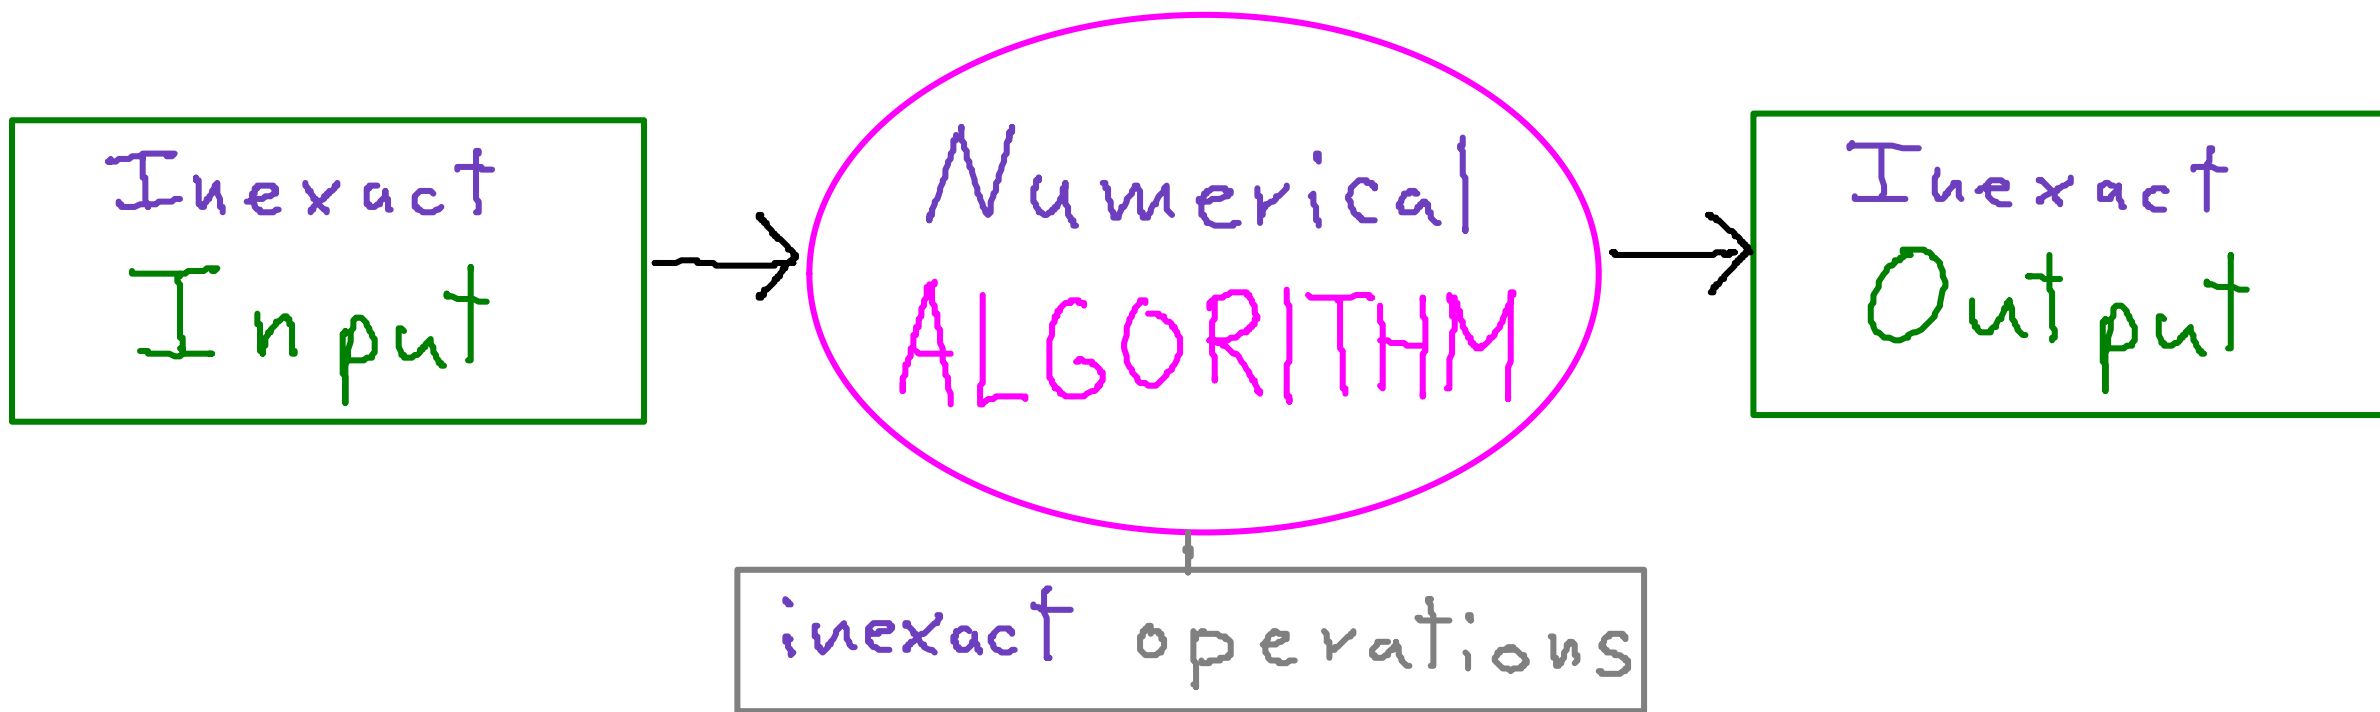 Inexact
Input
Numerical
ALGORITHM
Inexact
Output
inexact operations